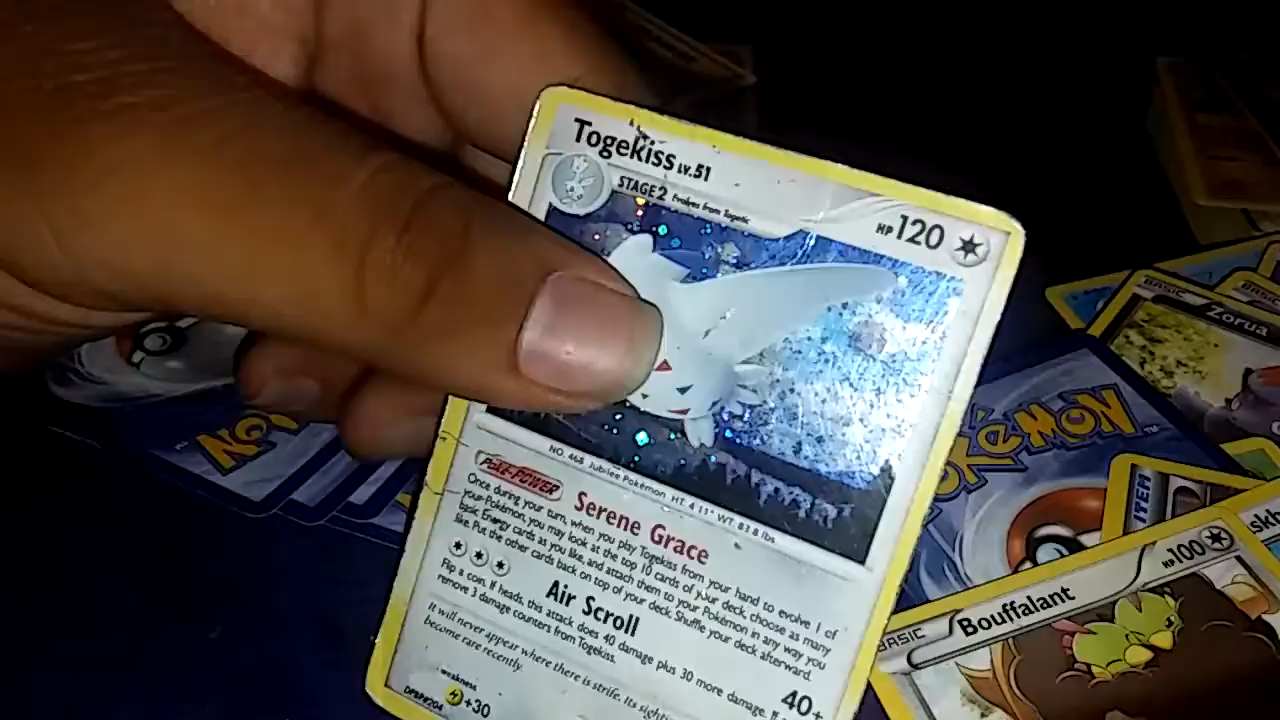 Togekiss LV.51
STAGE2 Evolves from Togetic
HP 120
NO. 468 Jubilee Pokémon HT. 4'11" WT. 83.8 lbs.
Poké-POWER Serene Grace
Once during your turn, when you play Togekiss from your hand to evolve 1 of
your Pokémon, you may look at the top 10 cards of your deck, choose as many
basic Energy cards as you like, and attach them to your Pokémon in any way you
like. Put the other cards back on top of your deck. Shuffle your deck afterward.
Air Scroll
40+
Flip a coin. If heads, this attack does 40 damage plus 30 more damage. If
remove 3 damage counters from Togekiss.
It will never appear where there is strife. Its
become rare recently.
weakness
+30
DPBP#204
BASIC
Zorua
POKéMON
ITEM
BASIC
Bouffalant
HP100
BASIC